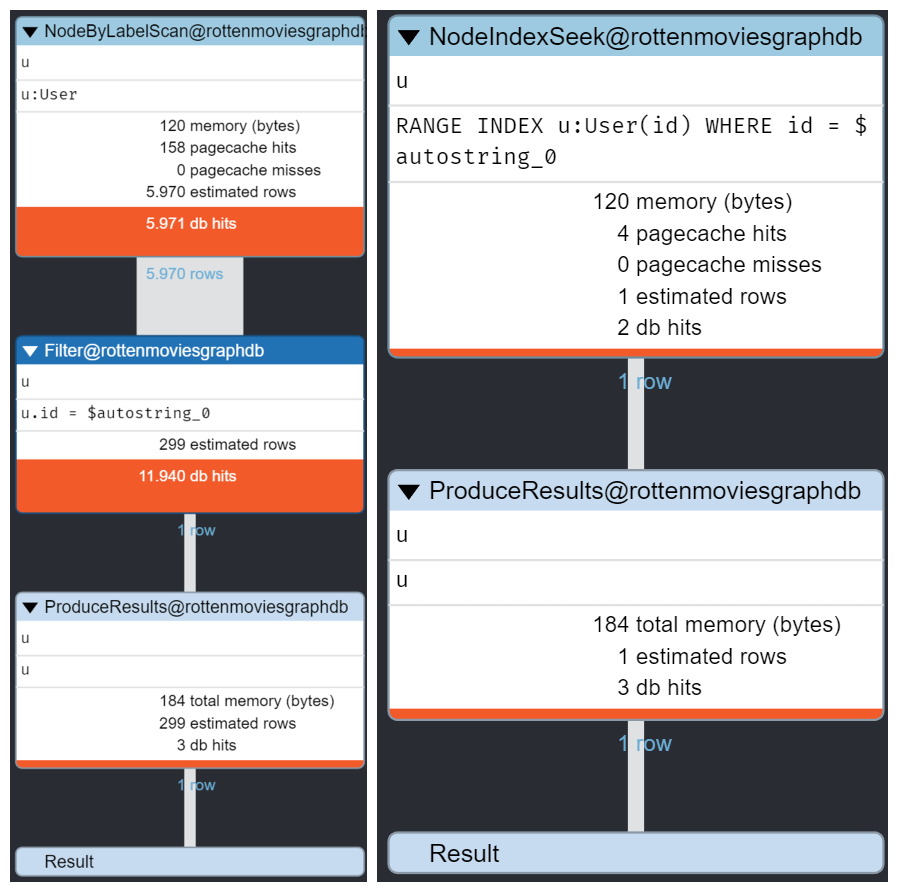 NodeByLabelScan@rottenmoviesgraphdb
u
u:User
120 memory (bytes)
158 pagecache hits
0 pagecache misses
5.970 estimated rows
5.971 db hits
5.970 rows
Filter@rottenmoviesgraphdb
u
u.id = $autostring_0
299 estimated rows
11.940 db hits
1 row
ProduceResults@rottenmoviesgraphdb
u
u
184 total memory (bytes)
299 estimated rows
3 db hits
1 row
Result
NodeIndexSeek@rottenmoviesgraphdb
u
RANGE INDEX u:User(id) WHERE id = $
autostring_0
120 memory (bytes)
4 pagecache hits
0 pagecache misses
1 estimated rows
2 db hits
1 row
ProduceResults@rottenmoviesgraphdb
u
u
184 total memory (bytes)
1 estimated rows
3 db hits
1 row
Result